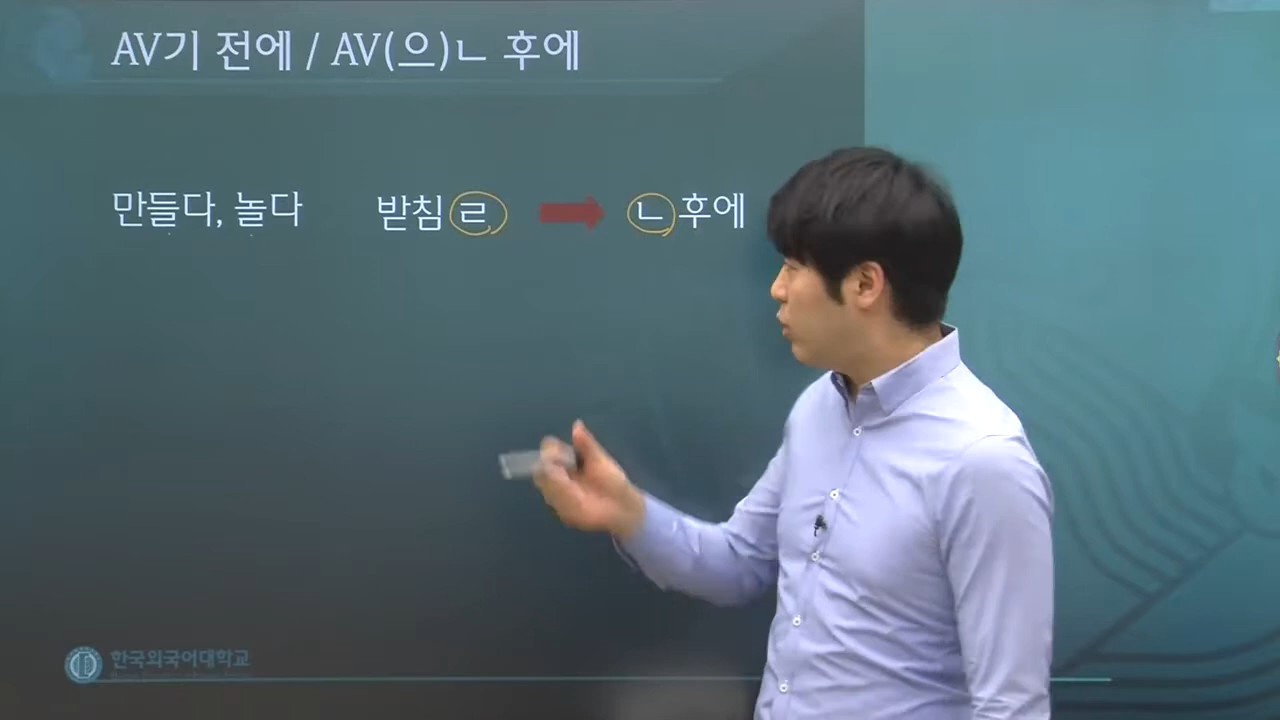 AV기 전에 / AV(으)ㄴ 후에
만들다, 놀다 받침 ㄹ ㄴ 후에
한국외국어대학교